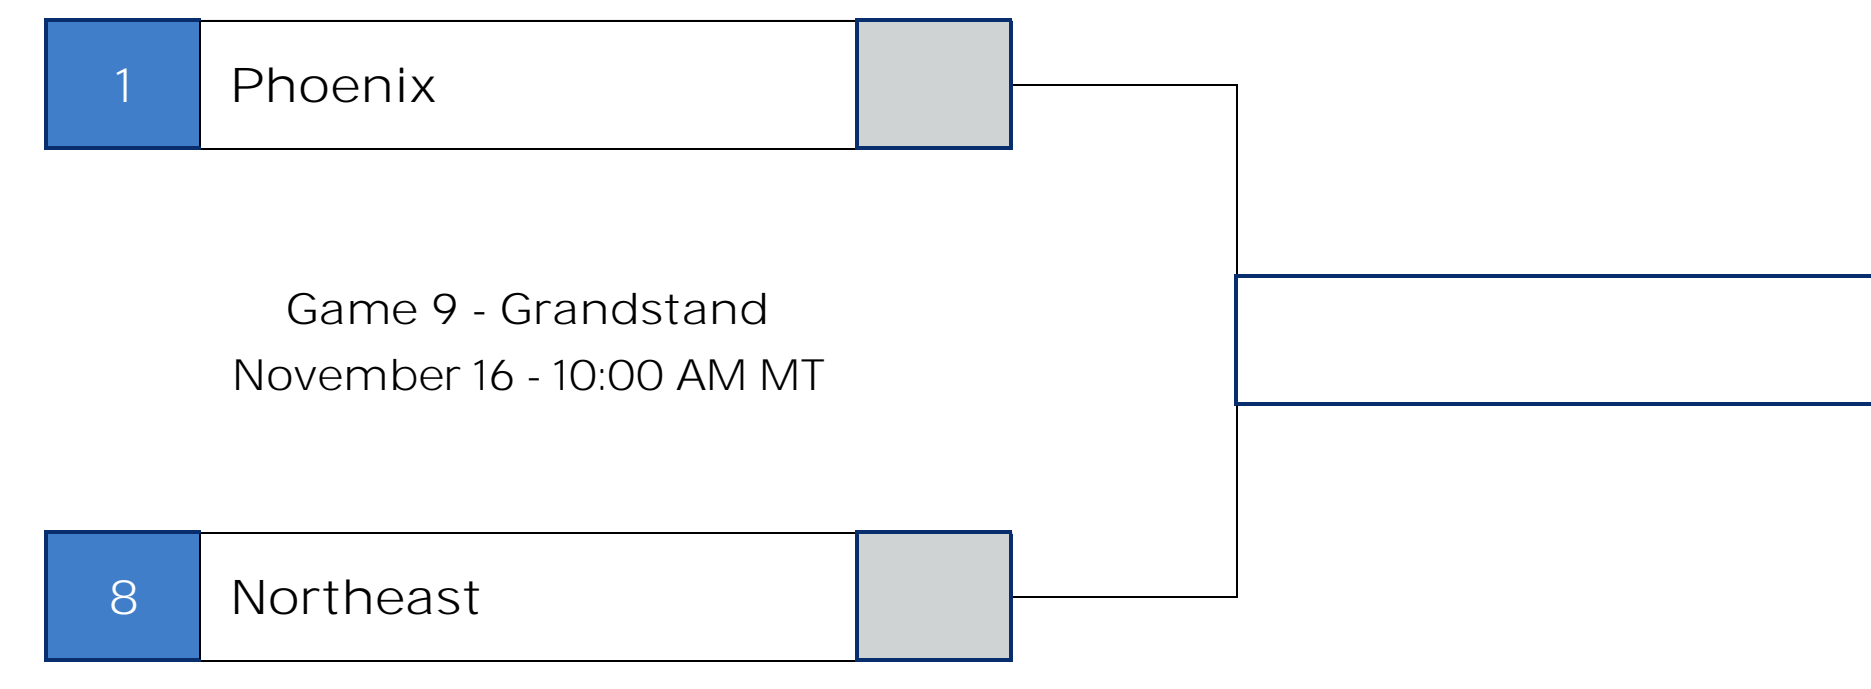 1 Phoenix
Game 9 - Grandstand
November 16 - 10:00 AM MT
8 Northeast